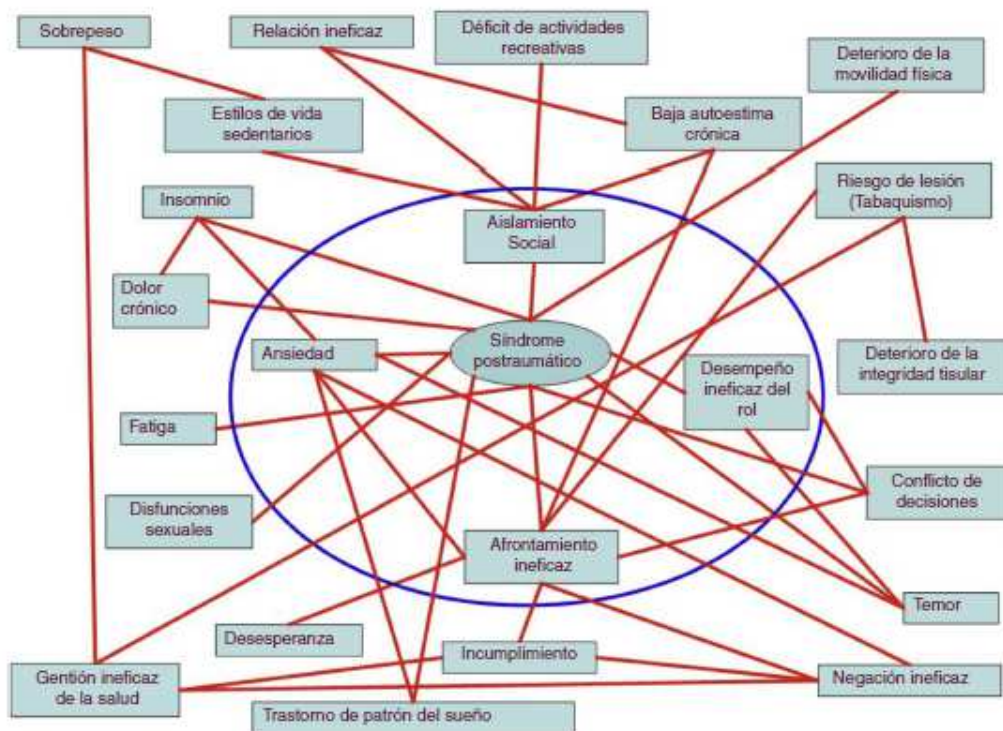 Sobrepeso
Relación ineficaz
Déficit de actividades
recreativas
Deterioro de la
movilidad física
Estilos de vida
sedentarios
Baja autoestima
crónica
Insomnio
Aislamiento
Social
Riesgo de lesión
(Tabaquismo)
Dolor
crónico
Ansiedad
Síndrome
postraumático
Desempeño
ineficaz del
rol
Deterioro de la
integridad tisular
Fatiga
Disfunciones
sexuales
Conflicto de
decisiones
Afrontamiento
ineficaz
Temor
Desesperanza
Incumplimiento
Gentión ineficaz
de la salud
Negación ineficaz
Trastorno de patrón del sueño